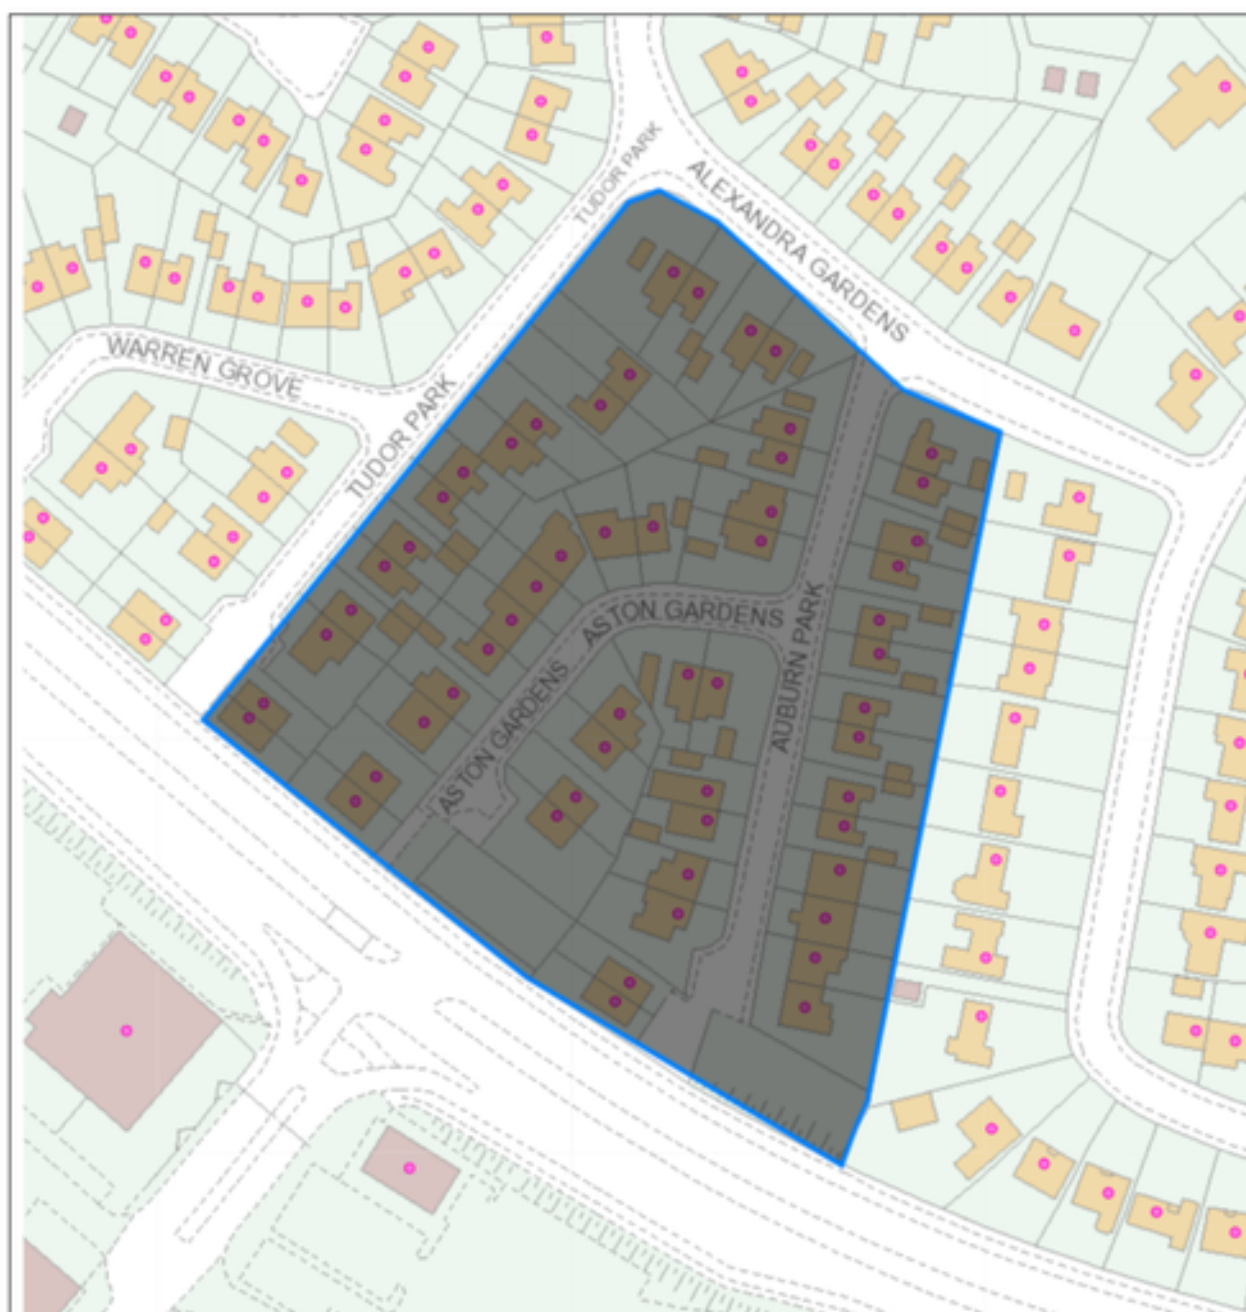 TUDOR PARK
ALEXANDRA GARDENS
WARREN GROVE
TUDOR PARK
ASTON GARDENS
AUBURN PARK
ASTON GARDENS